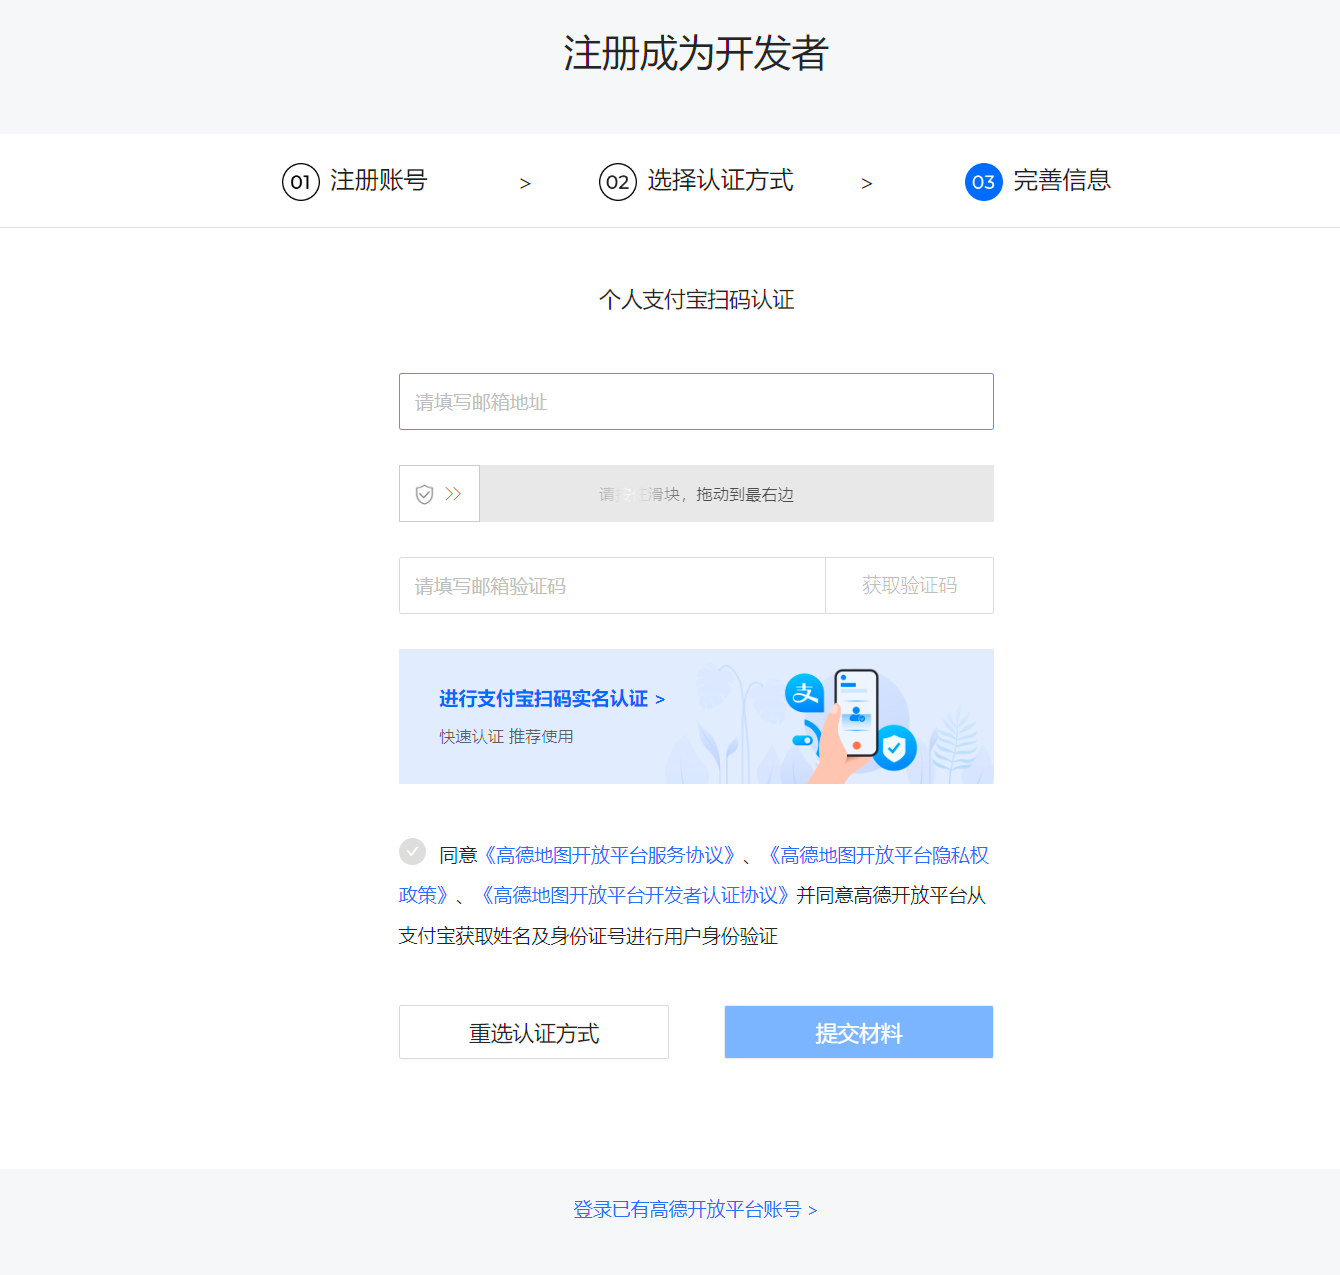 注册成为开发者
01 注册账号 > 02 选择认证方式 > 03 完善信息
个人支付宝扫码认证
请填写邮箱地址
请按住滑块，拖动到最右边
请填写邮箱验证码 获取验证码
进行支付宝扫码实名认证 >
快速认证 推荐使用
支
同意《高德地图开放平台服务协议》、《高德地图开放平台隐私权
政策》、《高德地图开放平台开发者认证协议》并同意高德开放平台从
支付宝获取姓名及身份证号进行用户身份验证
重选认证方式 提交材料
登录已有高德开放平台账号 >